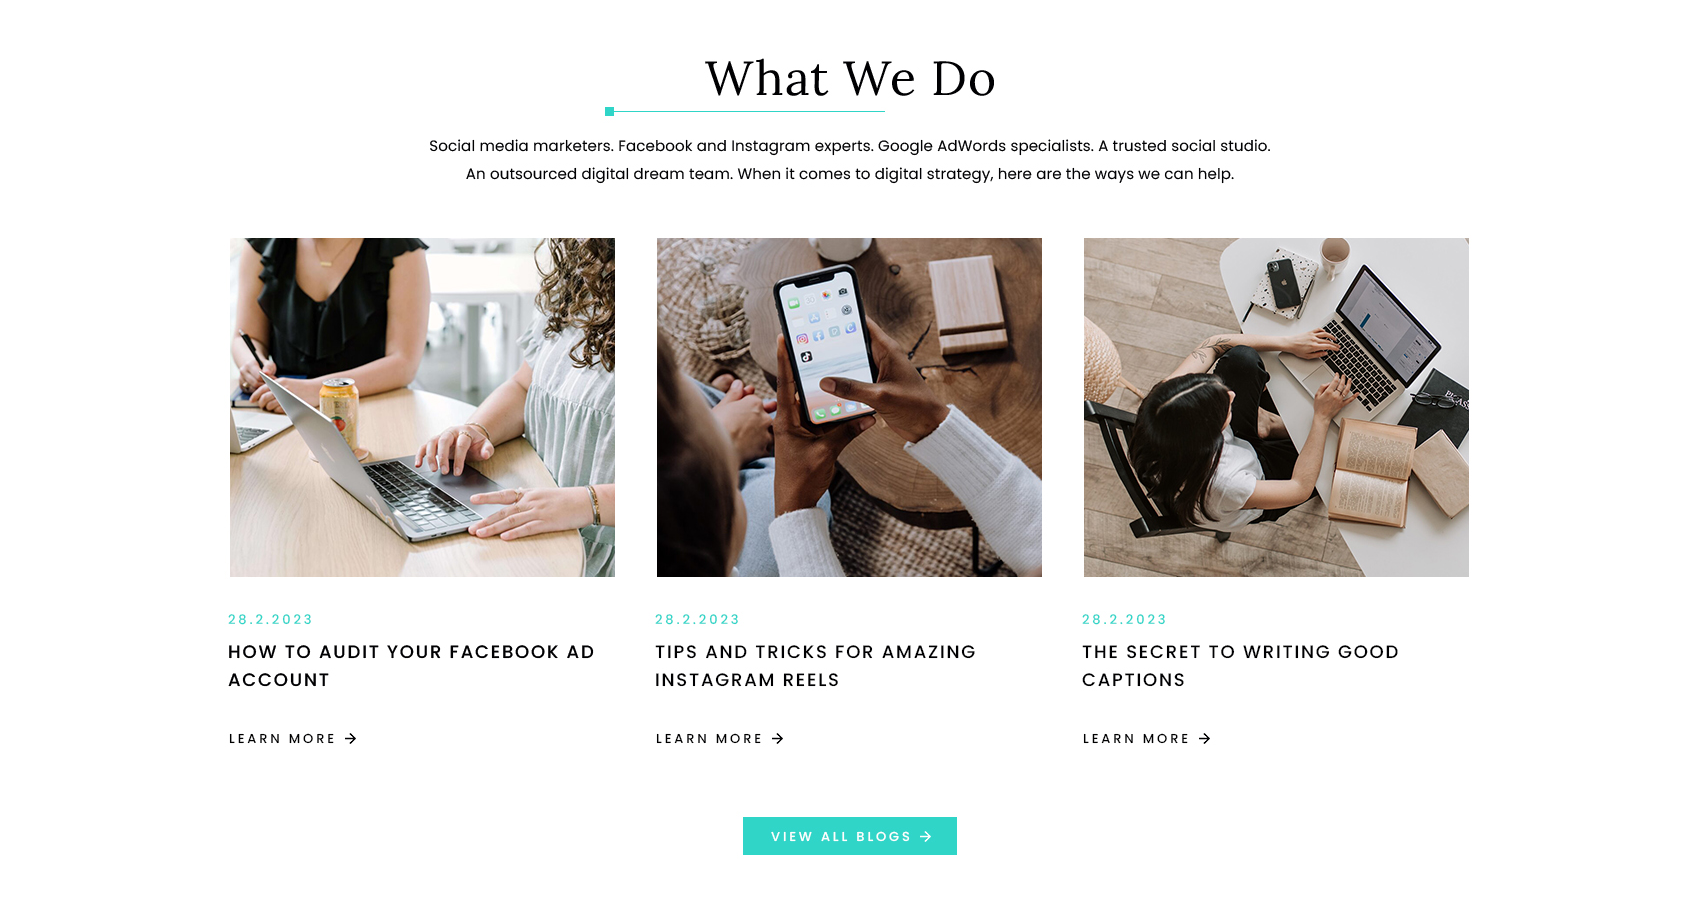 What We Do
Social media marketers. Facebook and Instagram experts. Google AdWords specialists. A trusted social studio.
An outsourced digital dream team. When it comes to digital strategy, here are the ways we can help.
28.2.2023
HOW TO AUDIT YOUR FACEBOOK AD
ACCOUNT
LEARN MORE →
28.2.2023
TIPS AND TRICKS FOR AMAZING
INSTAGRAM REELS
LEARN MORE →
28.2.2023
THE SECRET TO WRITING GOOD
CAPTIONS
LEARN MORE →
VIEW ALL BLOGS →